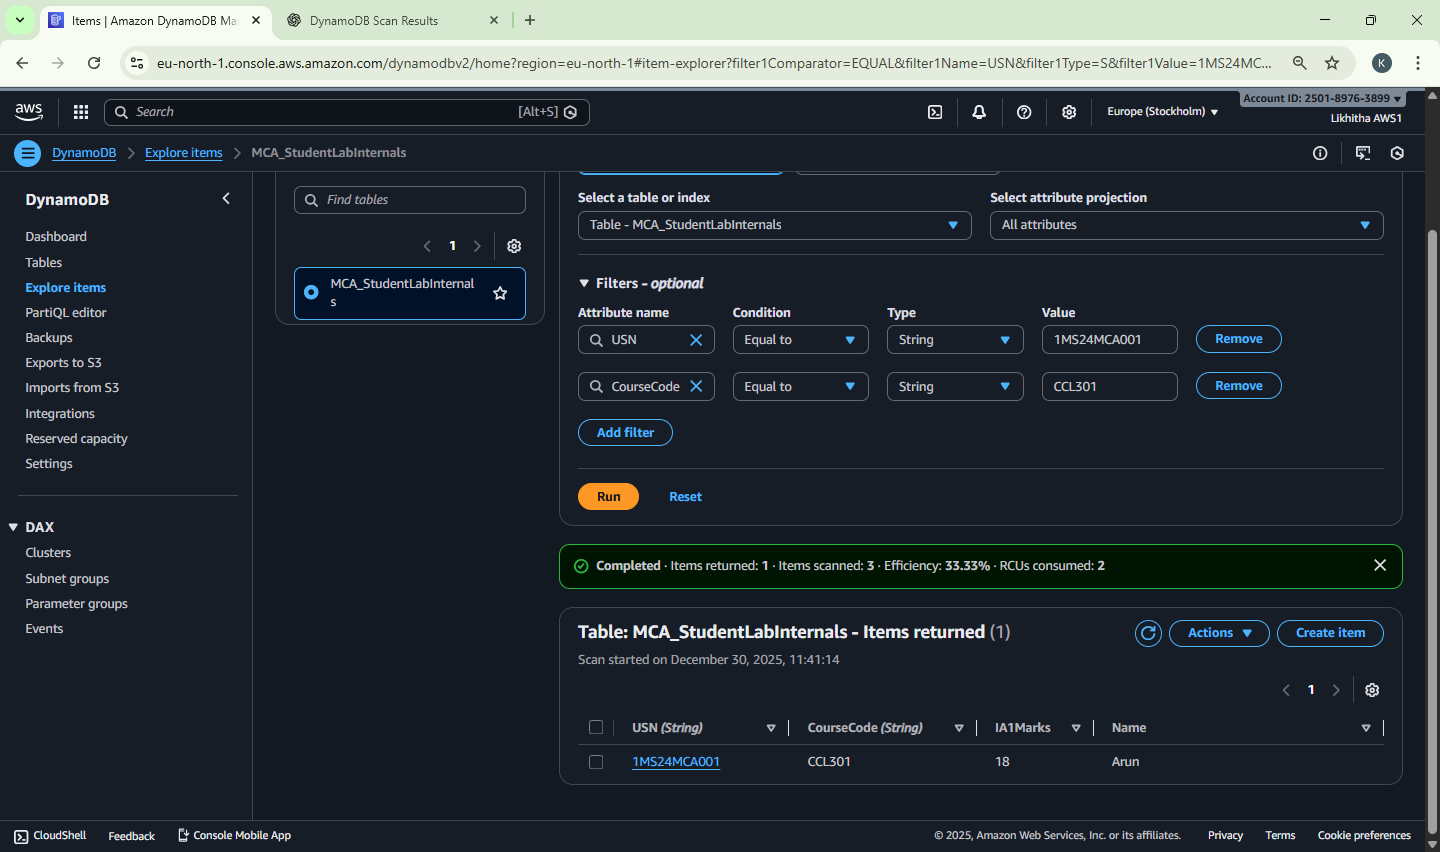 Items | Amazon DynamoDB Ma
DynamoDB Scan Results
eu-north-1.console.aws.amazon.com/dynamodbv2/home?region=eu-north-1#item-explorer?filter1Comparator=EQUAL&filter1Name=USN&filter1Type=S&filter1Value=1MS24MC...
K
aws
Search
[Alt+S]
Europe (Stockholm)
Account ID: 2501-8976-3899
Likhitha AWS1
DynamoDB
Explore items
MCA_StudentLabInternals
DynamoDB
Dashboard
Tables
Explore items
PartiQL editor
Backups
Exports to S3
Imports from S3
Integrations
Reserved capacity
Settings
DAX
Clusters
Subnet groups
Parameter groups
Events
Find tables
1
MCA_StudentLabInternal
s
Select a table or index
Select attribute projection
Table - MCA_StudentLabInternals
All attributes
Filters - optional
Attribute name Condition Type Value
USN Equal to String 1MS24MCA001 Remove
CourseCode Equal to String CCL301 Remove
Add filter
Run Reset
Completed · Items returned: 1 · Items scanned: 3 · Efficiency: 33.33% · RCUs consumed: 2
Table: MCA_StudentLabInternals - Items returned (1)
Actions
Create item
Scan started on December 30, 2025, 11:41:14
1
USN (String) CourseCode (String) IA1Marks Name
1MS24MCA001 CCL301 18 Arun
CloudShell Feedback Console Mobile App
© 2025, Amazon Web Services, Inc. or its affiliates. Privacy Terms Cookie preferences